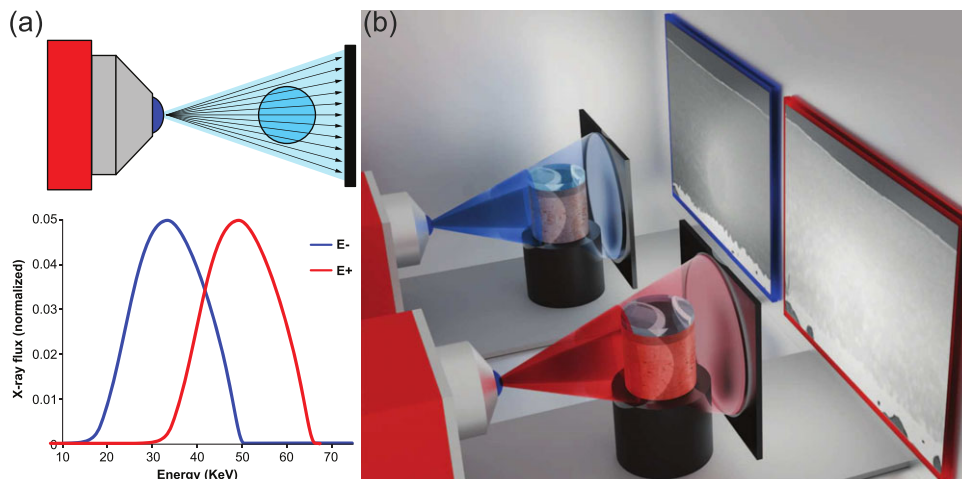 (a)
(b)
0.05
0.04
0.03
0.02
0.01
0
X-ray flux (normalized)
E-
E+
10 20 30 40 50 60 70
Energy (KeV)